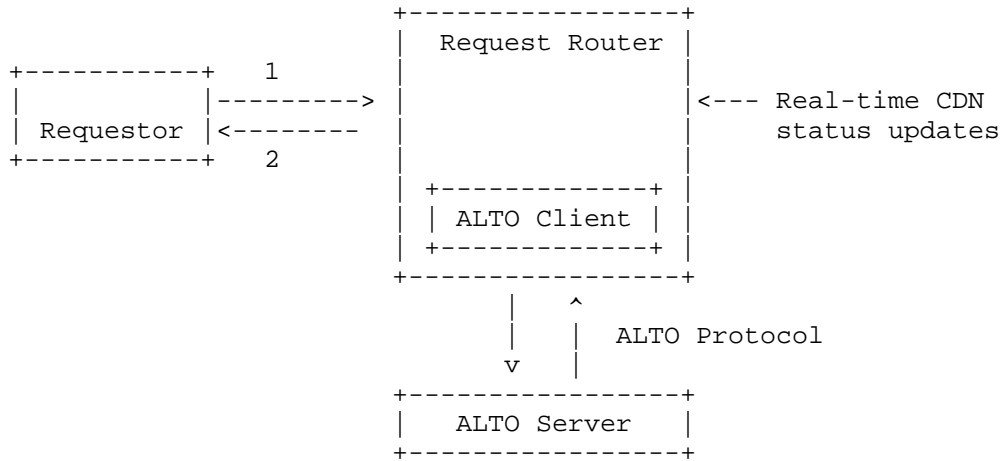 Request Router
1
Real-time CDN
Requestor
status updates
2
ALTO Client
ALTO Protocol
ALTO Server